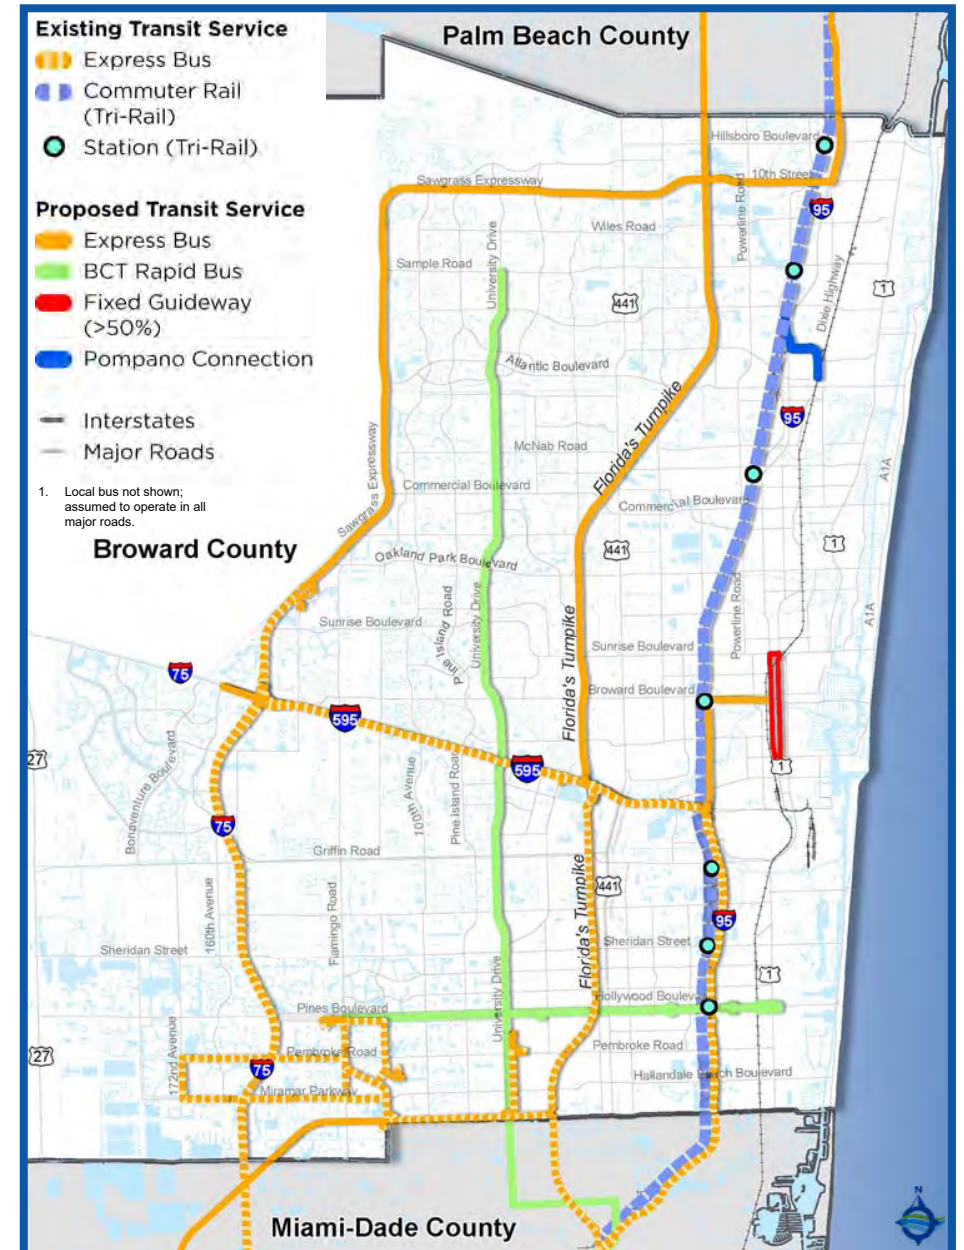 Existing Transit Service
Express Bus
Commuter Rail
(Tri-Rail)
Station (Tri-Rail)
Proposed Transit Service
Express Bus
BCT Rapid Bus
Fixed Guideway
(>50%)
Pompano Connection
Interstates
Major Roads
1. Local bus not shown;
assumed to operate in all
major roads.
Palm Beach County
Broward County
Miami-Dade County
Hillsboro Boulevard
10th Street
Sawgrass Expressway
Powerline Road
95
Wiles Road
University Drive
Sample Road
441
1
Dixie Highway
Atlantic Boulevard
Florida's Turnpike
95
McNab Road
Sawgrass Expressway
Commercial Boulevard
Commercial Boulevard
A1A
1
441
Oakland Park Boulevard
Pine Island Road
University Drive
Sunrise Boulevard
Florida's Turnpike
Powerline Road
A1A
Sunrise Boulevard
75
Broward Boulevard
595
27
Bonaventure Boulevard
595
1
100th Avenue
Pine Island Road
75
Griffin Road
Florida's Turnpike
441
160th Avenue
Flamingo Road
95
Sheridan Street
Sheridan Street
University Drive
1
Pines Boulevard
Hollywood Boulevard
172nd Avenue
27
Pembroke Road
Pembroke Road
75
Miramar Parkway
Hallandale Beach Boulevard
N